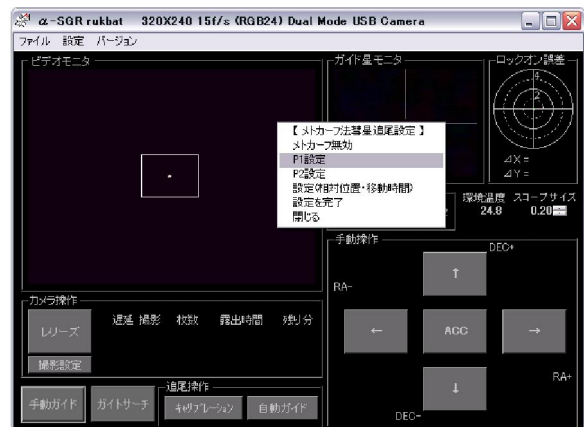 α-SGR rukbat 320X240 15f/s (RGB24) Dual Mode USB Camera
ファイル 設定 バージョン
ビデオモニタ
ガイド星モニタ
ロックオン誤差
4
2
⊿X =
⊿Y =
【 メトカーフ法彗星追尾設定 】
メトカーフ無効
P1設定
P2設定
設定(相対位置・移動時間)
設定を完了
閉じる
環境温度 スコープサイズ
24.8 0.20
手動操作
DEC+
RA-
↑
← ACC →
↓
RA+
DEC-
カメラ操作
レリーズ
遅延 撮影 枚数 露出時間 残り分
撮影設定
追尾操作
手動ガイド ガイドサーチ キャリブレーション 自動ガイド